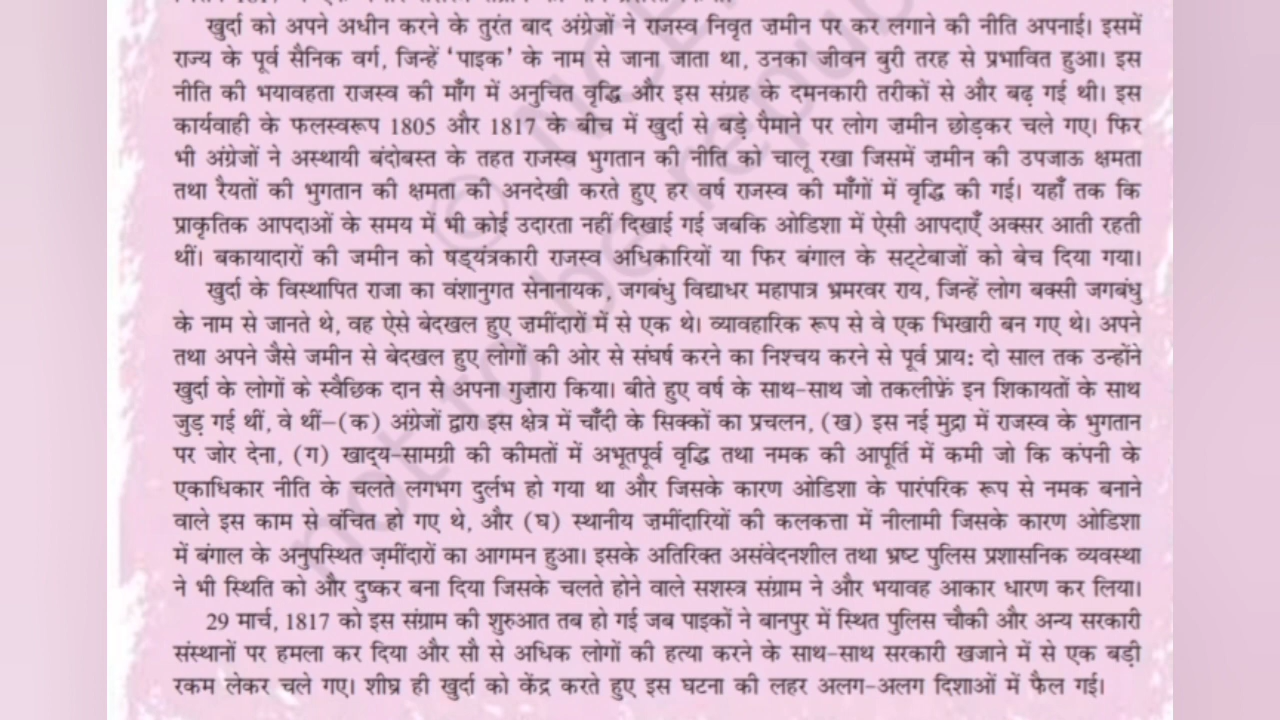 खुर्दा को अपने अधीन करने के तुरंत बाद अंग्रेजों ने राजस्व निवृत ज़मीन पर कर लगाने की नीति अपनाई। इसमें
राज्य के पूर्व सैनिक वर्ग, जिन्हें ‘पाइक’ के नाम से जाना जाता था, उनका जीवन बुरी तरह से प्रभावित हुआ। इस
नीति की भयावहता राजस्व की माँग में अनुचित वृद्धि और इस संग्रह के दमनकारी तरीकों से और बढ़ गई थी। इस
कार्यवाही के फलस्वरूप 1805 और 1817 के बीच में खुर्दा से बड़े पैमाने पर लोग ज़मीन छोड़कर चले गए। फिर
भी अंग्रेजों ने अस्थायी बंदोबस्त के तहत राजस्व भुगतान की नीति को चालू रखा जिसमें ज़मीन की उपजाऊ क्षमता
तथा रैयतों की भुगतान की क्षमता की अनदेखी करते हुए हर वर्ष राजस्व की माँगों में वृद्धि की गई। यहाँ तक कि
प्राकृतिक आपदाओं के समय में भी कोई उदारता नहीं दिखाई गई जबकि ओडिशा में ऐसी आपदाएँ अक्सर आती रहती
थीं। बकायादारों की जमीन को षड्यंत्रकारी राजस्व अधिकारियों या फिर बंगाल के सट्टेबाजों को बेच दिया गया।
खुर्दा के विस्थापित राजा का वंशानुगत सेनानायक, जगबंधु विद्याधर महापात्र भ्रमरवर राय, जिन्हें लोग बक्सी जगबंधु
के नाम से जानते थे, वह ऐसे बेदखल हुए ज़मींदारों में से एक थे। व्यावहारिक रूप से वे एक भिखारी बन गए थे। अपने
तथा अपने जैसे जमीन से बेदखल हुए लोगों की ओर से संघर्ष करने का निश्चय करने से पूर्व प्राय: दो साल तक उन्होंने
खुर्दा के लोगों के स्वैछिक दान से अपना गुज़ारा किया। बीते हुए वर्ष के साथ-साथ जो तकलीफ़ें इन शिकायतों के साथ
जुड़ गई थीं, वे थीं–(क) अंग्रेजों द्वारा इस क्षेत्र में चाँदी के सिक्कों का प्रचलन, (ख) इस नई मुद्रा में राजस्व के भुगतान
पर जोर देना, (ग) खाद्य-सामग्री की कीमतों में अभूतपूर्व वृद्धि तथा नमक की आपूर्ति में कमी जो कि कंपनी के
एकाधिकार नीति के चलते लगभग दुर्लभ हो गया था और जिसके कारण ओडिशा के पारंपरिक रूप से नमक बनाने
वाले इस काम से वंचित हो गए थे, और (घ) स्थानीय ज़मींदारियों की कलकत्ता में नीलामी जिसके कारण ओडिशा
में बंगाल के अनुपस्थित ज़मींदारों का आगमन हुआ। इसके अतिरिक्त असंवेदनशील तथा भ्रष्ट पुलिस प्रशासनिक व्यवस्था
ने भी स्थिति को और दुष्कर बना दिया जिसके चलते होने वाले सशस्त्र संग्राम ने और भयावह आकार धारण कर लिया।
29 मार्च, 1817 को इस संग्राम की शुरुआत तब हो गई जब पाइकों ने बानपुर में स्थित पुलिस चौकी और अन्य सरकारी
संस्थानों पर हमला कर दिया और सौ से अधिक लोगों की हत्या करने के साथ-साथ सरकारी खजाने में से एक बड़ी
रकम लेकर चले गए। शीघ्र ही खुर्दा को केंद्र करते हुए इस घटना की लहर अलग-अलग दिशाओं में फैल गई।